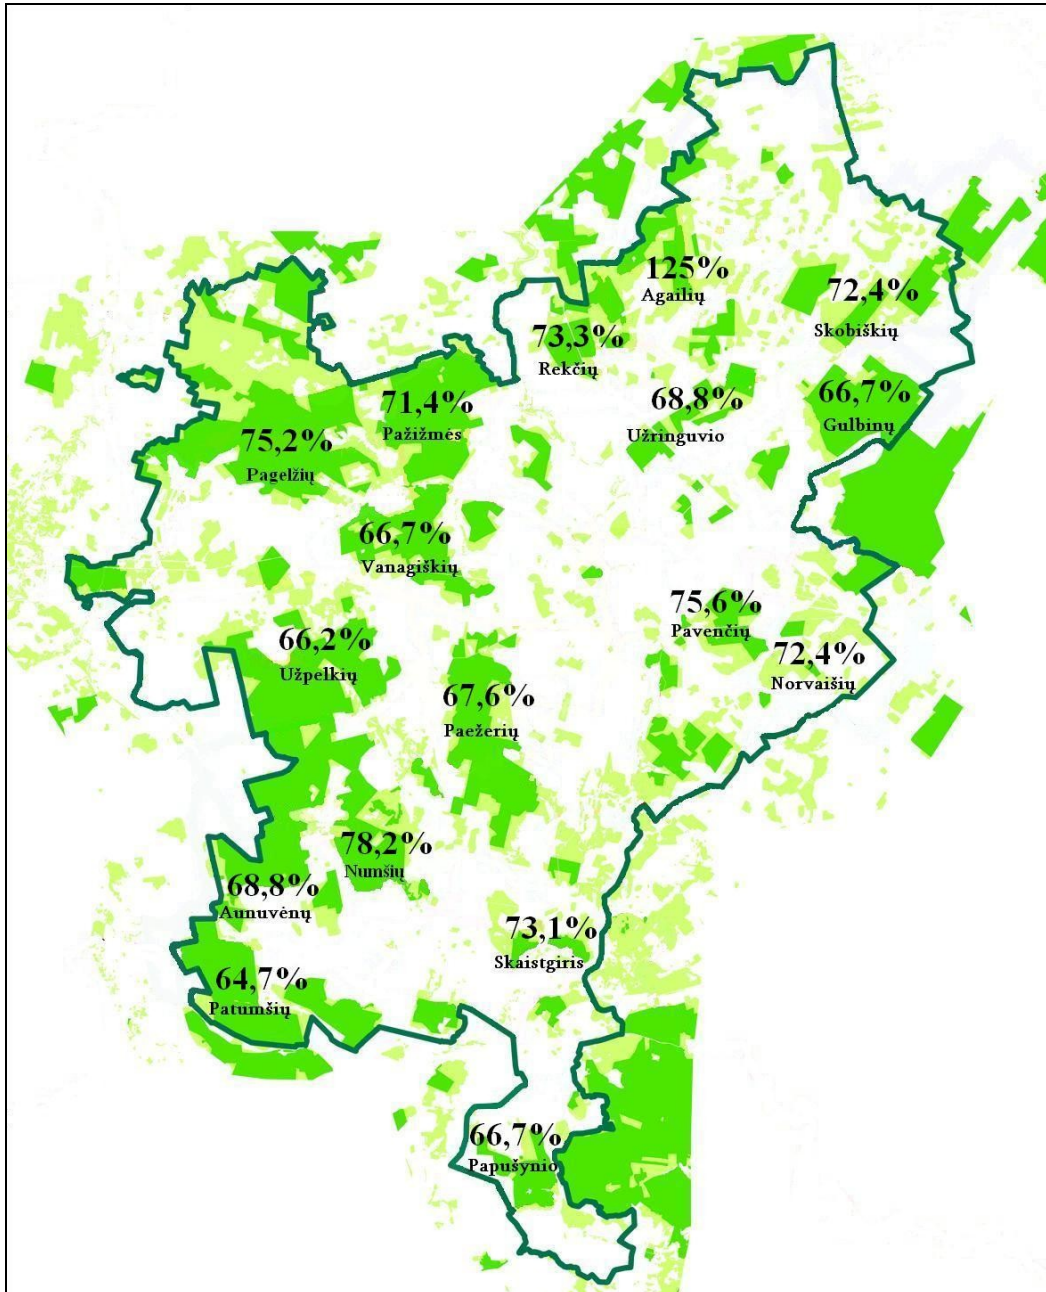 125%
Agailių
72,4%
Skobiškių
73,3%
Rekčių
71,4%
Pažižmės
68,8%
Užringuvio
66,7%
Gulbinų
75,2%
Pagelžių
66,7%
Vanagiškių
75,6%
Pavenčių
66,2%
Užpelkių
72,4%
Norvaišių
67,6%
Paežerių
78,2%
Numšių
68,8%
Aunuvėnų
73,1%
Skaistgiris
64,7%
Patumšių
66,7%
Papušynio